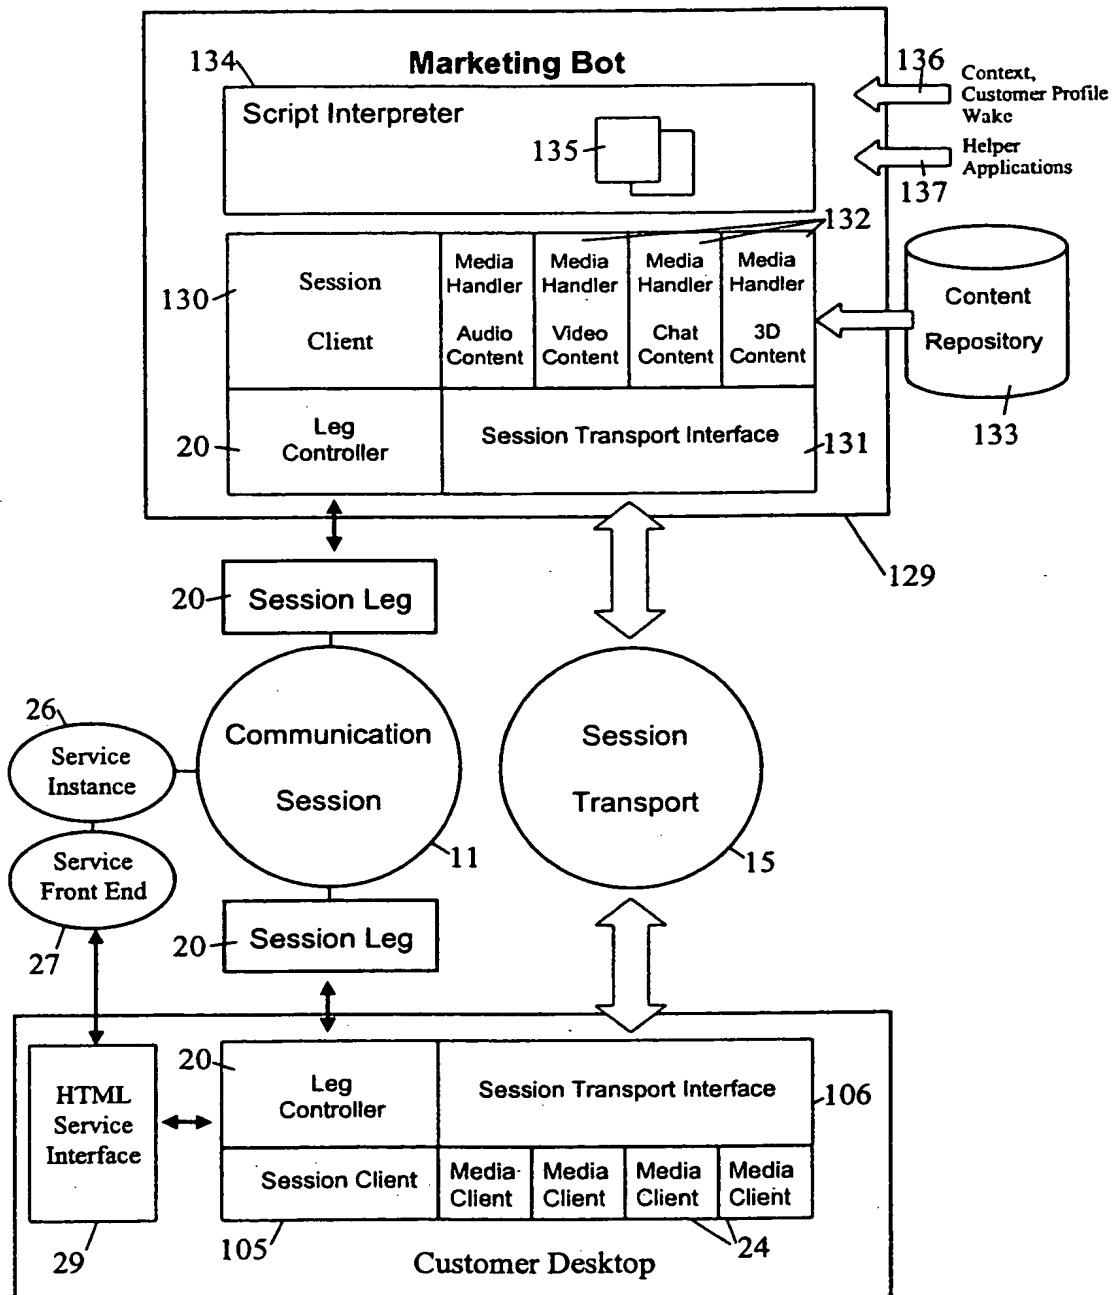 Marketing Bot
134
136
Context,
Customer Profile
Wake
Script Interpreter
135
Helper
Applications
137
132
130
Session
Client
Media
Handler
Audio
Content
Media
Handler
Video
Content
Media
Handler
Chat
Content
Media
Handler
3D
Content
Content
Repository
133
20
Leg
Controller
Session Transport Interface
131
129
20
Session Leg
26
Service
Instance
Communication
Session
11
Session
Transport
15
Service
Front End
27
20
Session Leg
HTML
Service
Interface
29
20
Leg
Controller
Session Transport Interface
106
Session Client
105
Media
Client
Media
Client
Media
Client
Media
Client
24
Customer Desktop